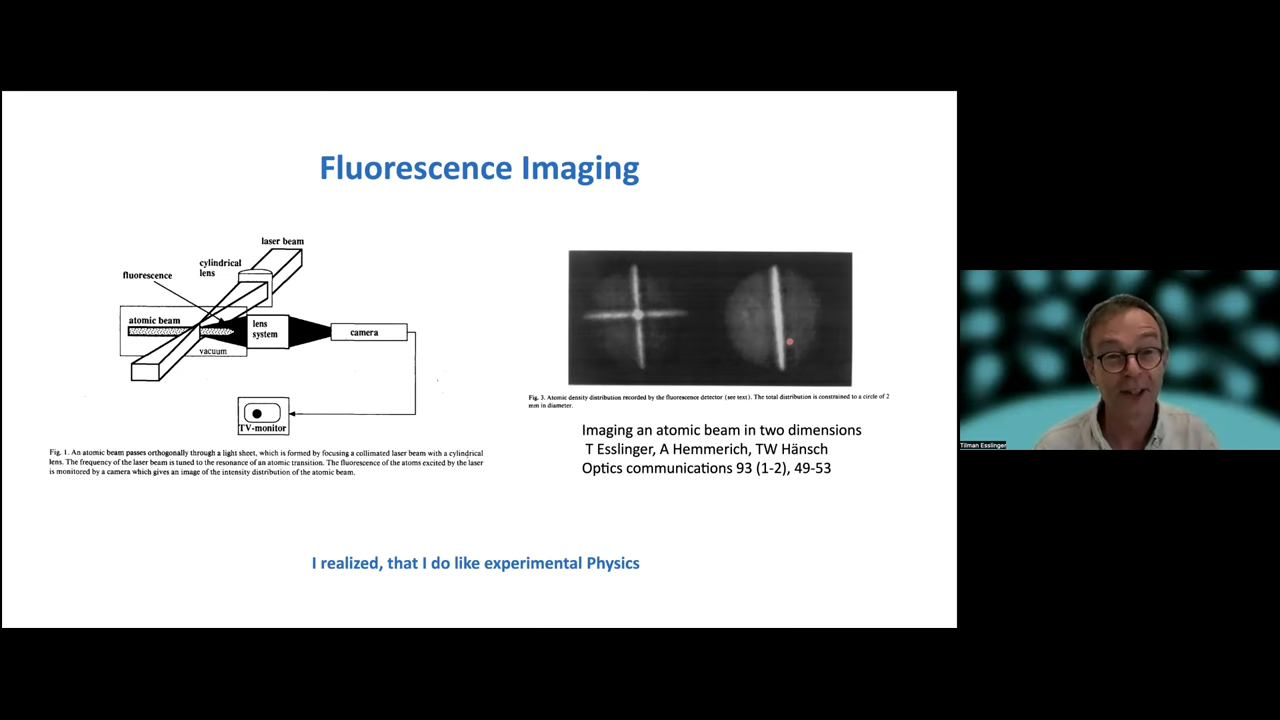 Fluorescence Imaging
laser beam
cylindrical
lens
fluorescence
atomic beam
lens
system
camera
vacuum
TV-monitor
Fig. 1. An atomic beam passes orthogonally through a light sheet, which is formed by focusing a collimated laser beam with a cylindrical
lens. The frequency of the laser beam is tuned to the resonance of an atomic transition. The fluorescence of the atoms excited by the laser
is monitored by a camera which gives an image of the intensity distribution of the atomic beam.
Fig. 3. Atomic density distribution recorded by the fluorescence detector (see text). The total distribution is constrained to a circle of 2
mm in diameter.
Imaging an atomic beam in two dimensions
T Esslinger, A Hemmerich, TW Hänsch
Optics communications 93 (1-2), 49-53
I realized, that I do like experimental Physics
Tilman Esslinger